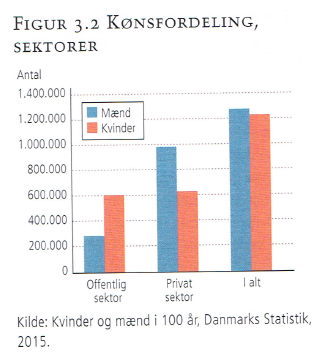 FIGUR 3.2 KØNSFORDELING,
SEKTORER
Antal
1.400.000
1.200.000
1.000.000
800.000
600.000
400.000
200.000
0
Mænd
Kvinder
Offentlig
sektor
Privat
sektor
I alt
Kilde: Kvinder og mænd i 100 år, Danmarks Statistik,
2015.